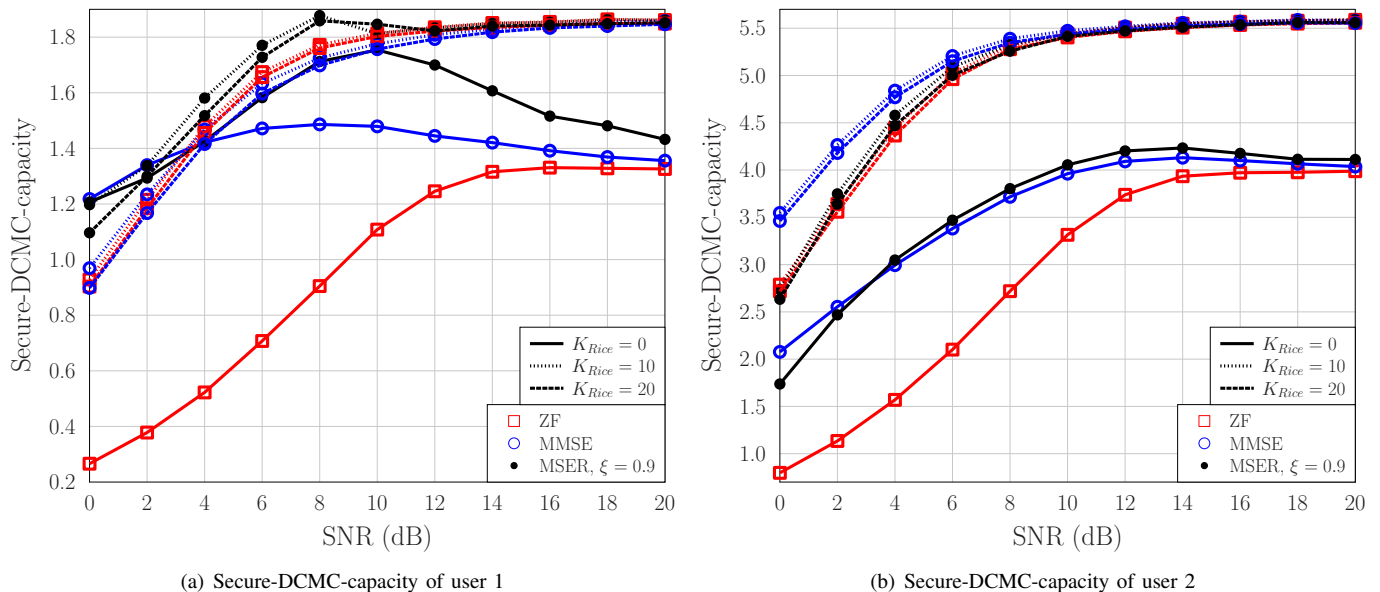 1.8
1.6
1.4
1.2
1.0
0.8
0.6
0.4
0.2
Secure-DCMC-capacity
0 2 4 6 8 10 12 14 16 18 20
SNR (dB)
K_Rice = 0
K_Rice = 10
K_Rice = 20
ZF
MMSE
MSER, ξ = 0.9
(a) Secure-DCMC-capacity of user 1
5.5
5.0
4.5
4.0
3.5
3.0
2.5
2.0
1.5
1.0
Secure-DCMC-capacity
0 2 4 6 8 10 12 14 16 18 20
SNR (dB)
K_Rice = 0
K_Rice = 10
K_Rice = 20
ZF
MMSE
MSER, ξ = 0.9
(b) Secure-DCMC-capacity of user 2